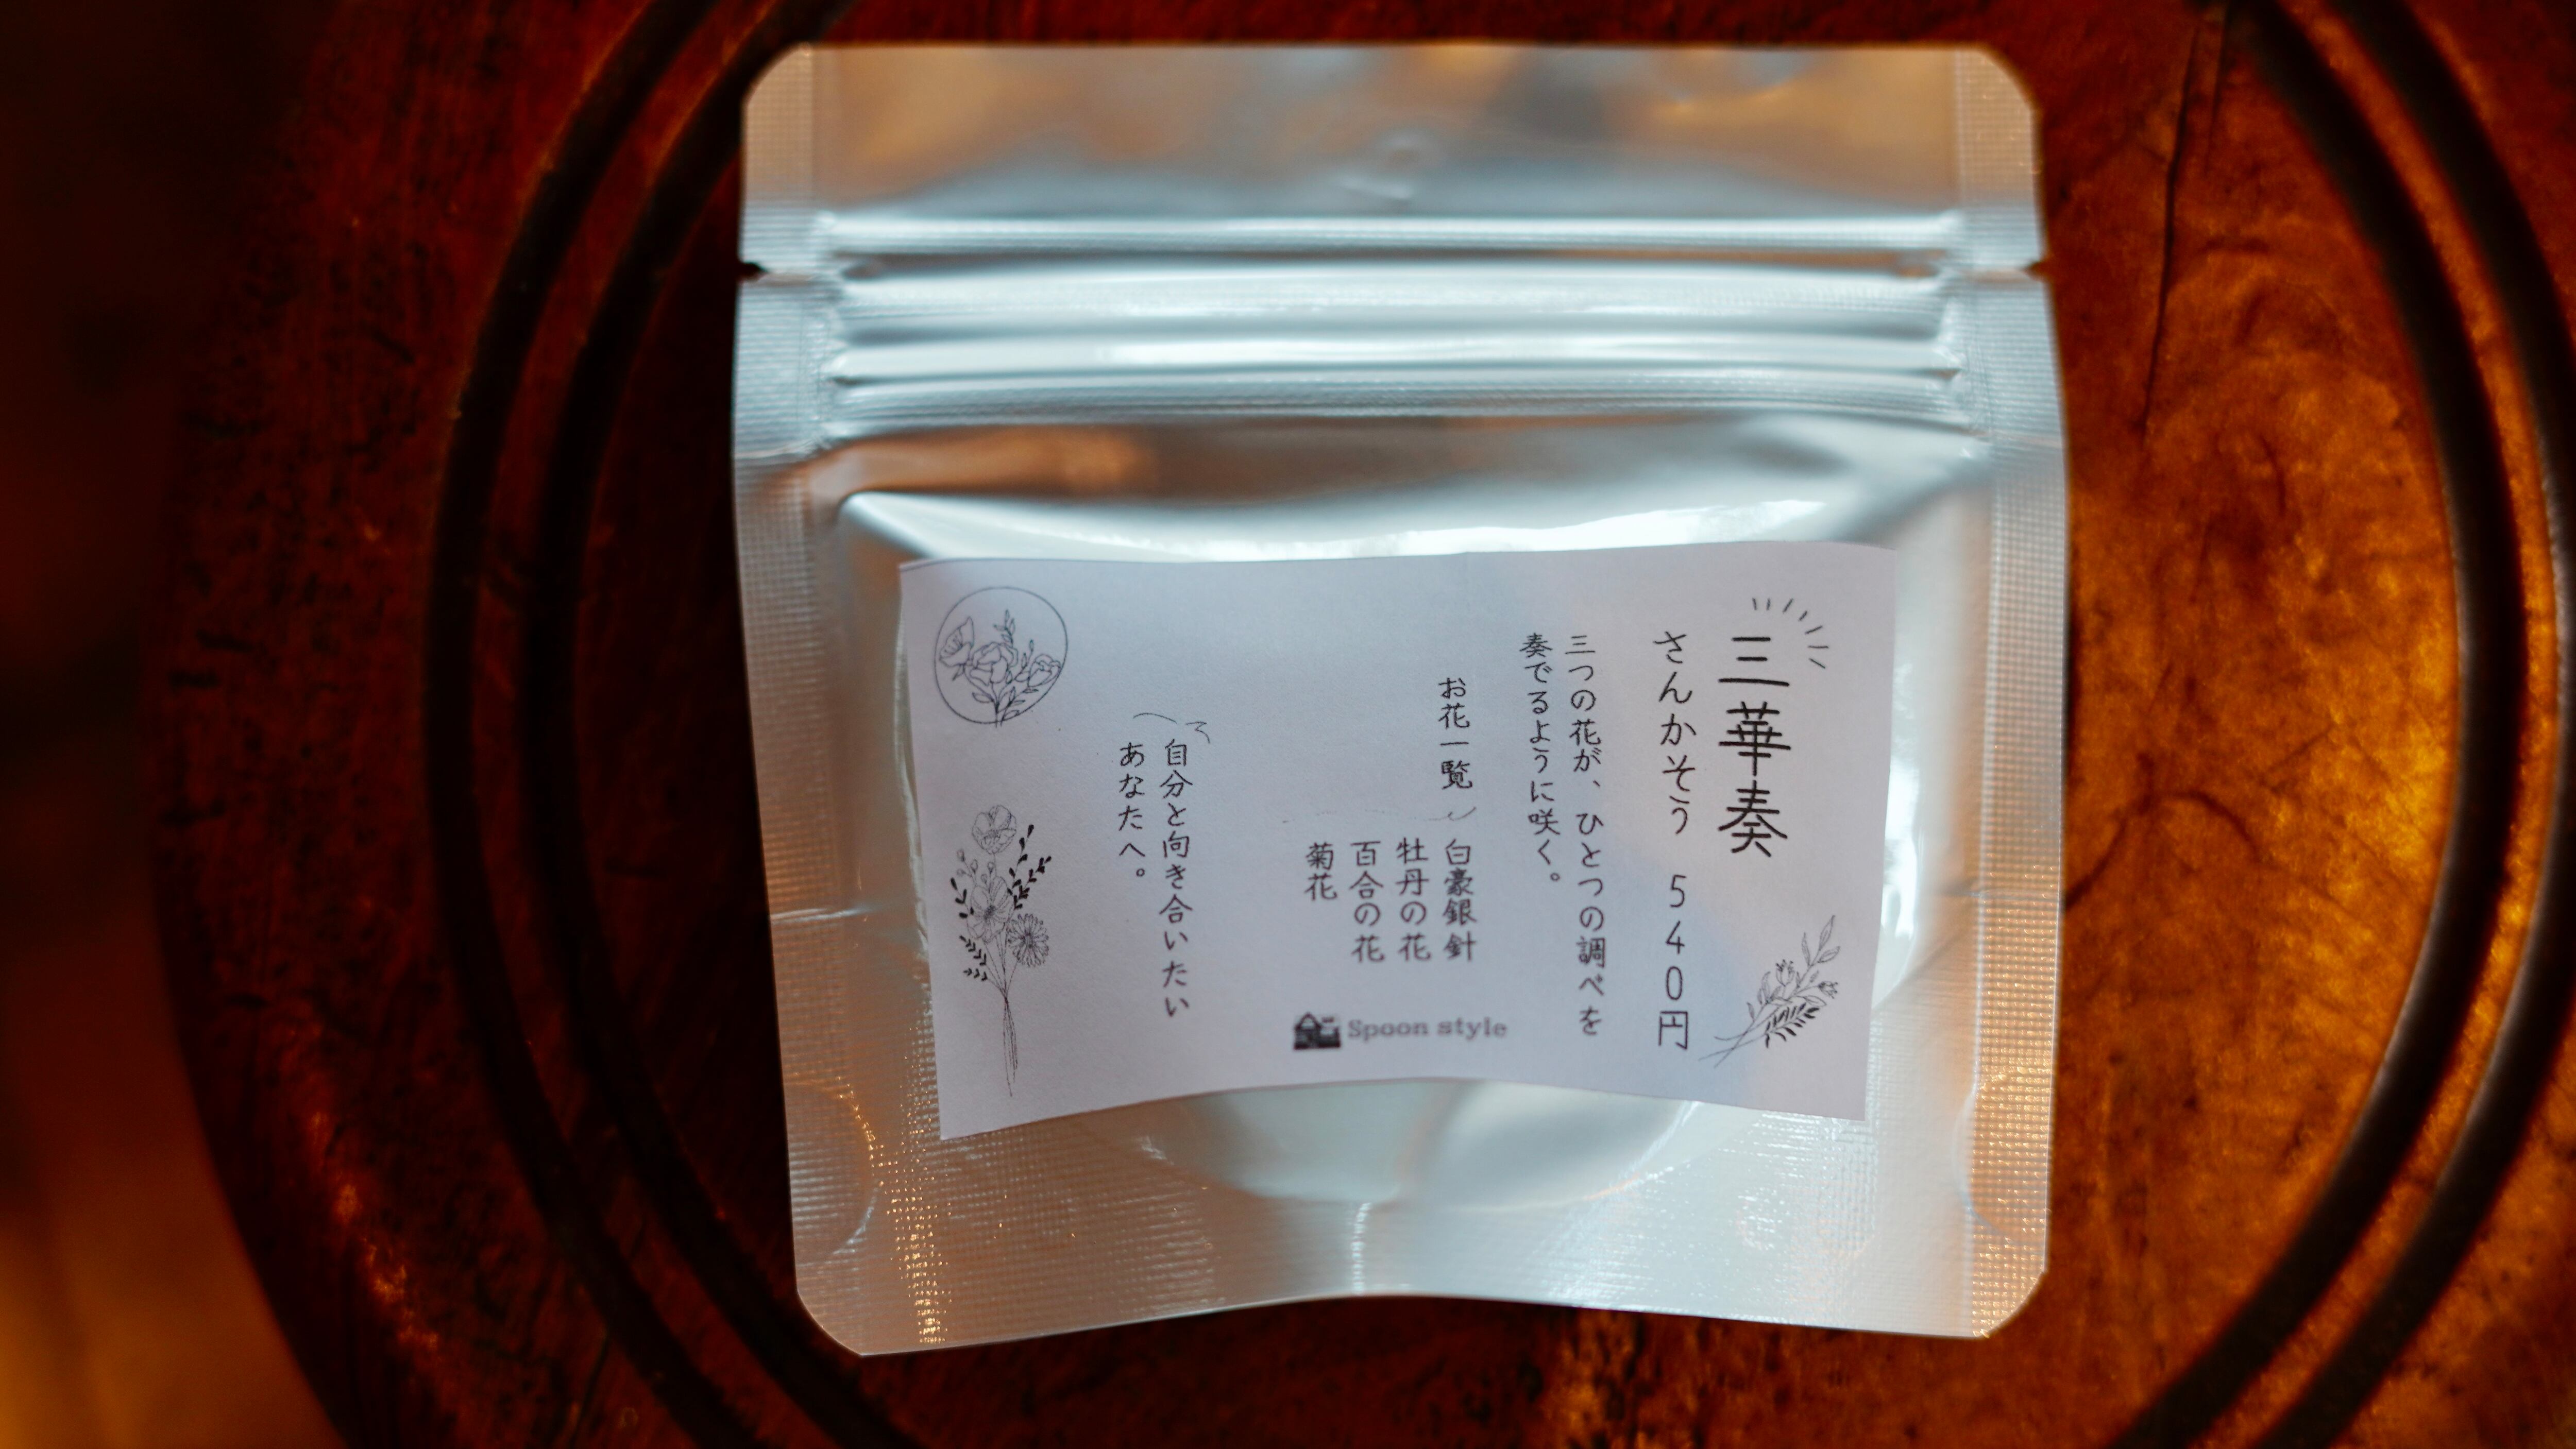 三華奏
さんかそう 540円
三つの花が、ひとつの調べを
奏でるように咲く。
お花一覧
白豪銀針
牡丹の花
百合の花
菊花
Spoon style
自分と向き合いたい
あなたへ。